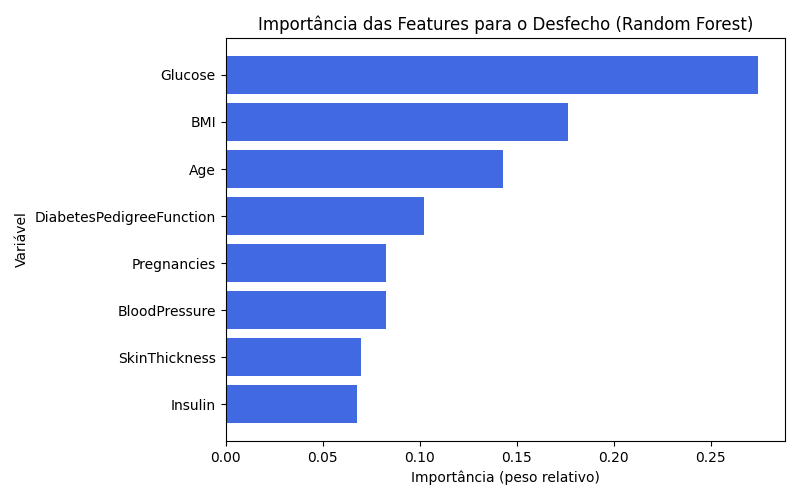 Importância das Features para o Desfecho (Random Forest)
Variável
Glucose
BMI
Age
DiabetesPedigreeFunction
Pregnancies
BloodPressure
SkinThickness
Insulin
0.00 0.05 0.10 0.15 0.20 0.25
Importância (peso relativo)